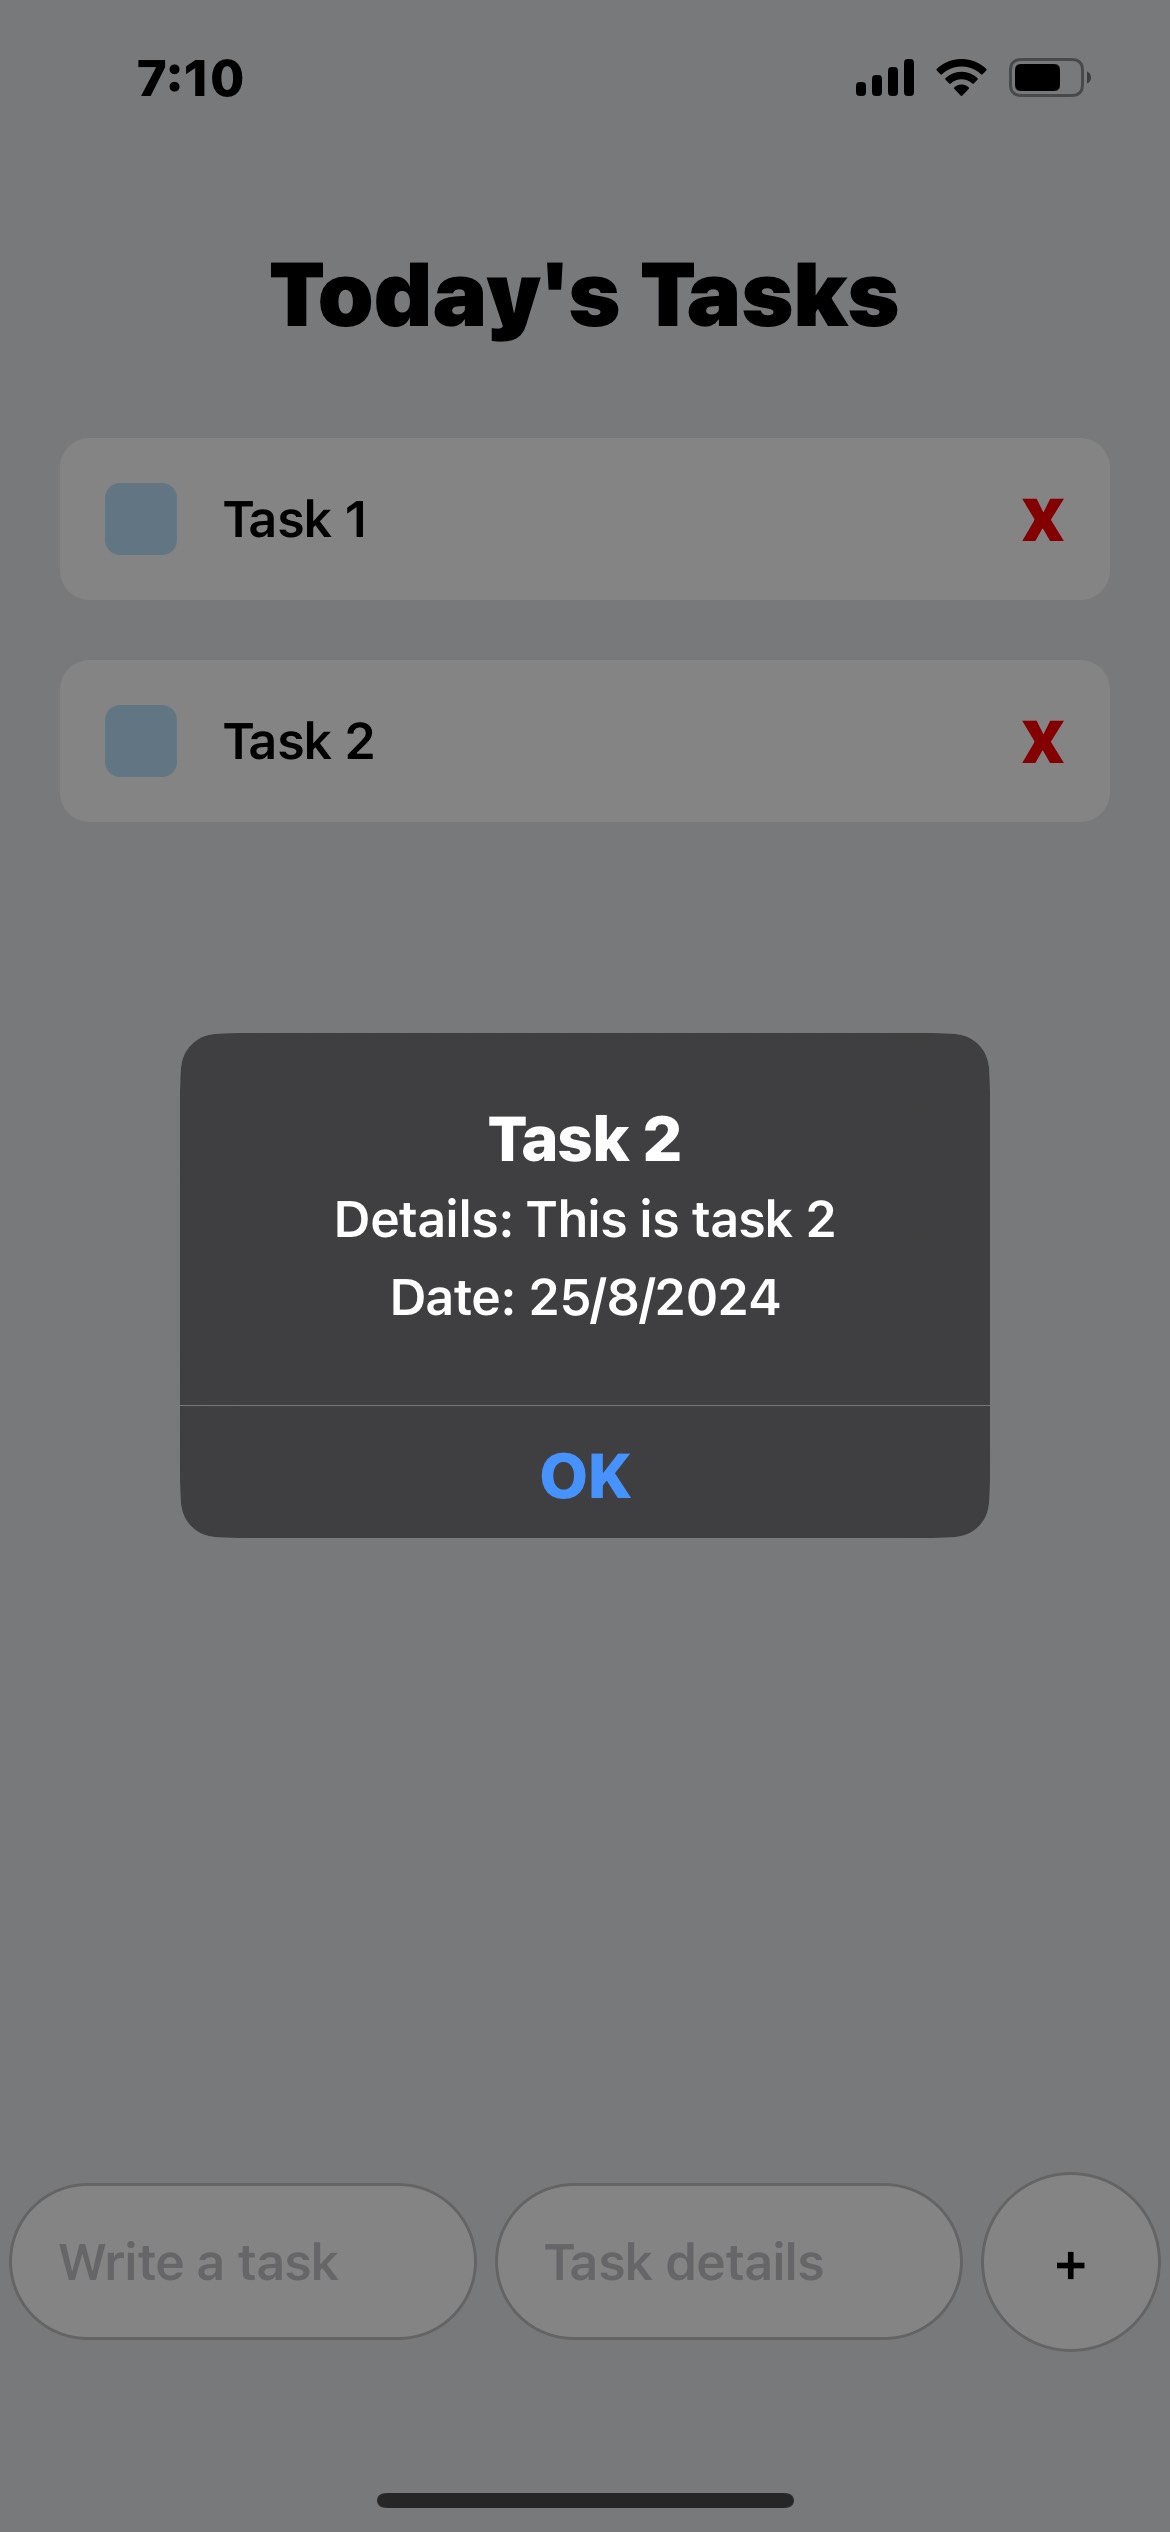 7:10
Today's Tasks
Task 1 X
Task 2 X
Task 2
Details: This is task 2
Date: 25/8/2024
OK
Write a task Task details +